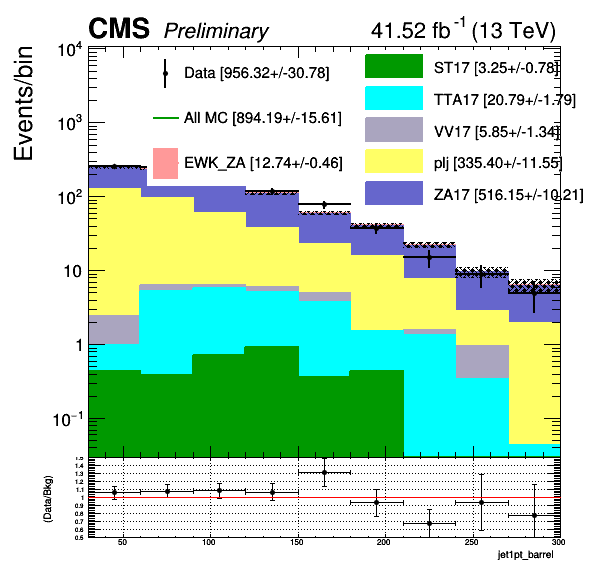 CMS Preliminary 41.52 fb⁻¹ (13 TeV)
Events/bin
10⁴
10³
10²
10
1
10⁻¹
Data [956.32+/-30.78]
All MC [894.19+/-15.61]
EWK_ZA [12.74+/-0.46]
ST17 [3.25+/-0.78]
TTA17 [20.79+/-1.79]
VV17 [5.85+/-1.34]
plj [335.40+/-11.55]
ZA17 [516.15+/-10.21]
(Data/Bkg)
1.5
1.4
1.3
1.2
1.1
1
0.9
0.8
0.7
0.6
0.5
50 100 150 200 250 300
jet1pt_barrel